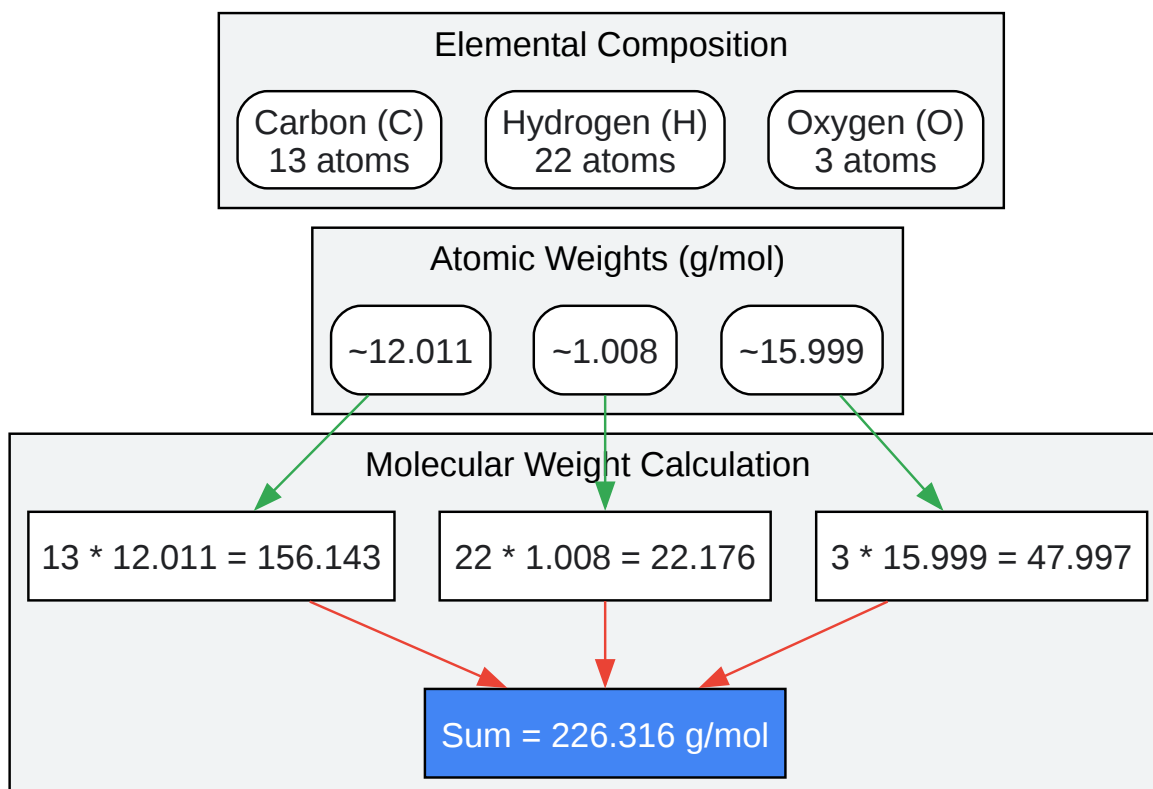 Elemental Composition
Carbon (C)
13 atoms
Hydrogen (H)
22 atoms
Oxygen (O)
3 atoms
Atomic Weights (g/mol)
~12.011
~1.008
~15.999
Molecular Weight Calculation
13 * 12.011 = 156.143
22 * 1.008 = 22.176
3 * 15.999 = 47.997
Sum = 226.316 g/mol